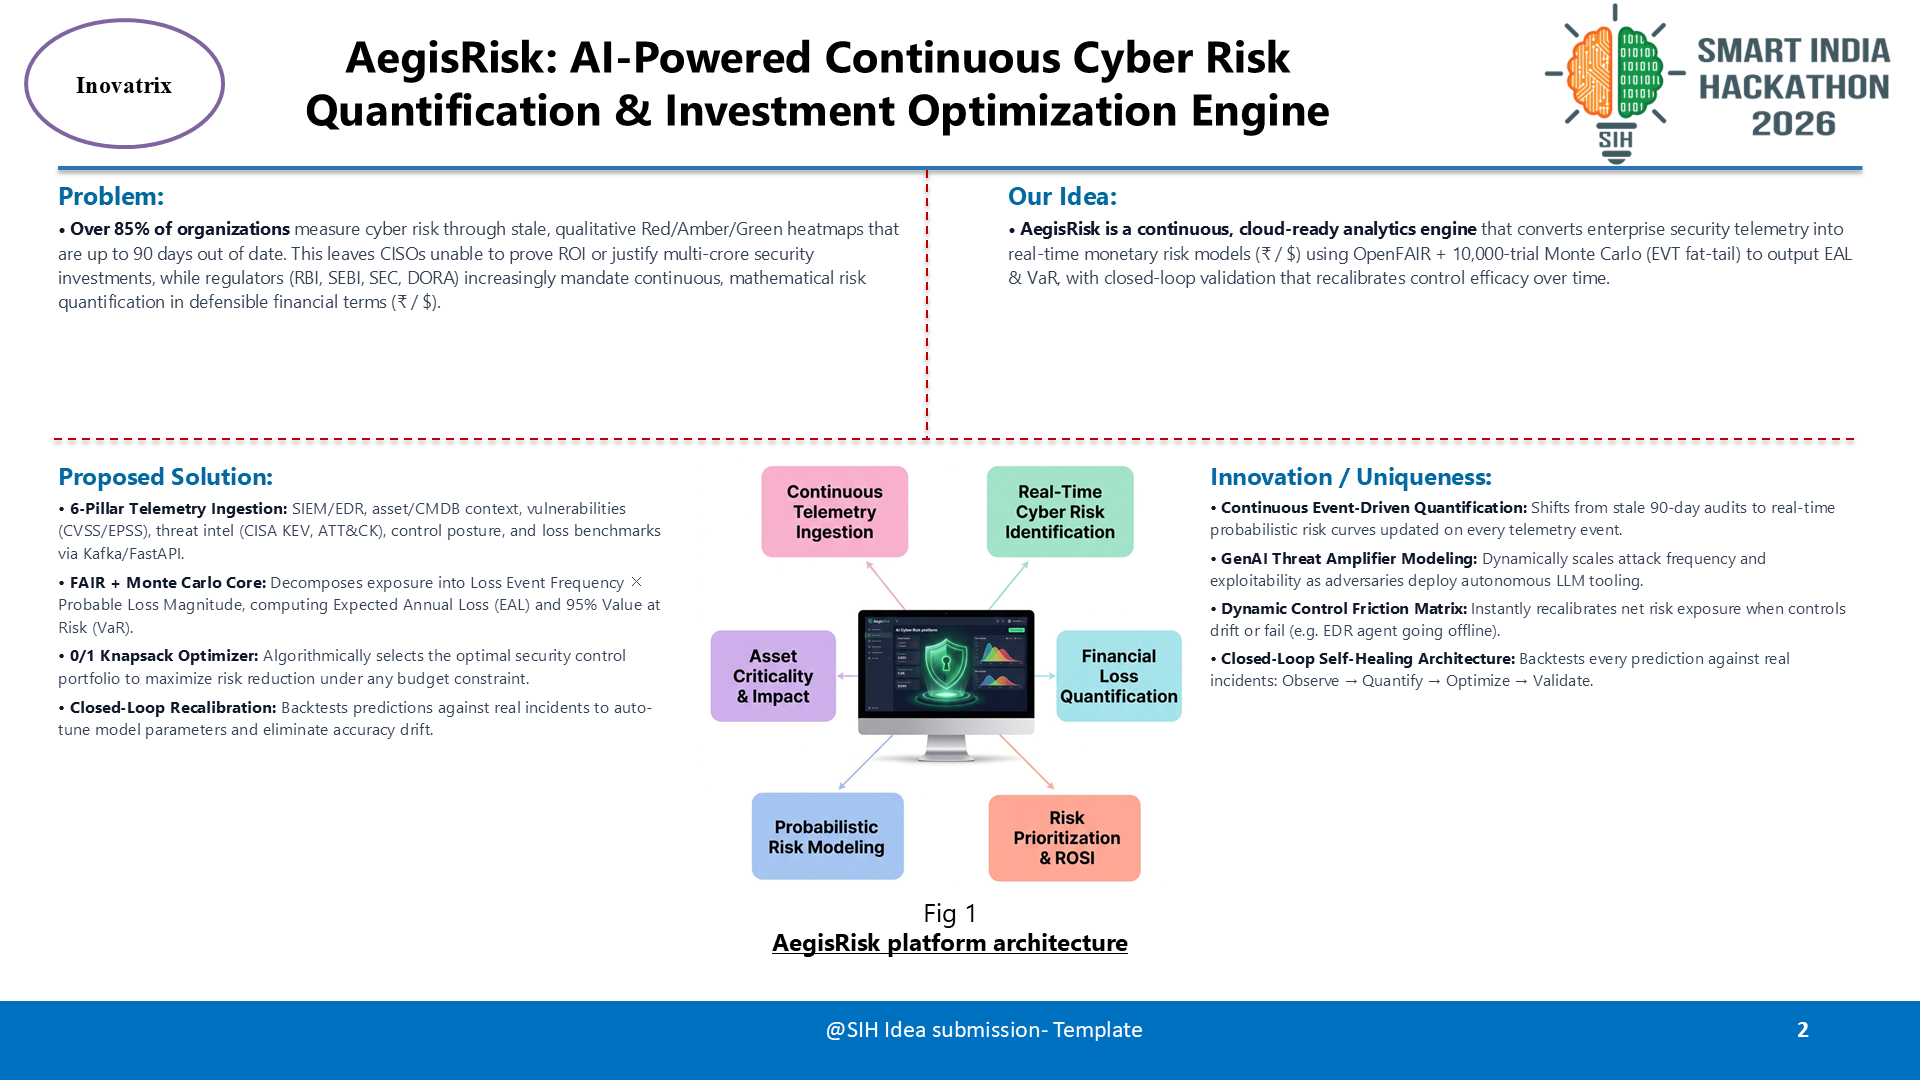 Inovatrix
AegisRisk: AI-Powered Continuous Cyber Risk
Quantification & Investment Optimization Engine
SMART INDIA
HACKATHON
2026
SIH
Problem:
• Over 85% of organizations measure cyber risk through stale, qualitative Red/Amber/Green heatmaps that
are up to 90 days out of date. This leaves CISOs unable to prove ROI or justify multi-crore security
investments, while regulators (RBI, SEBI, SEC, DORA) increasingly mandate continuous, mathematical risk
quantification in defensible financial terms (₹ / $).
Our Idea:
• AegisRisk is a continuous, cloud-ready analytics engine that converts enterprise security telemetry into
real-time monetary risk models (₹ / $) using OpenFAIR + 10,000-trial Monte Carlo (EVT fat-tail) to output EAL
& VaR, with closed-loop validation that recalibrates control efficacy over time.
Proposed Solution:
• 6-Pillar Telemetry Ingestion: SIEM/EDR, asset/CMDB context, vulnerabilities
(CVSS/EPSS), threat intel (CISA KEV, ATT&CK), control posture, and loss benchmarks
via Kafka/FastAPI.
• FAIR + Monte Carlo Core: Decomposes exposure into Loss Event Frequency ×
Probable Loss Magnitude, computing Expected Annual Loss (EAL) and 95% Value at
Risk (VaR).
• 0/1 Knapsack Optimizer: Algorithmically selects the optimal security control
portfolio to maximize risk reduction under any budget constraint.
• Closed-Loop Recalibration: Backtests predictions against real incidents to auto-
tune model parameters and eliminate accuracy drift.
Continuous
Telemetry
Ingestion
Real-Time
Cyber Risk
Identification
Asset
Criticality
& Impact
AegisRisk
AI Cyber Risk platform
Financial
Loss
Quantification
Probabilistic
Risk Modeling
Risk
Prioritization
& ROSI
Fig 1
AegisRisk platform architecture
Innovation / Uniqueness:
• Continuous Event-Driven Quantification: Shifts from stale 90-day audits to real-time
probabilistic risk curves updated on every telemetry event.
• GenAI Threat Amplifier Modeling: Dynamically scales attack frequency and
exploitability as adversaries deploy autonomous LLM tooling.
• Dynamic Control Friction Matrix: Instantly recalibrates net risk exposure when controls
drift or fail (e.g. EDR agent going offline).
• Closed-Loop Self-Healing Architecture: Backtests every prediction against real
incidents: Observe → Quantify → Optimize → Validate.
@SIH Idea submission- Template
2